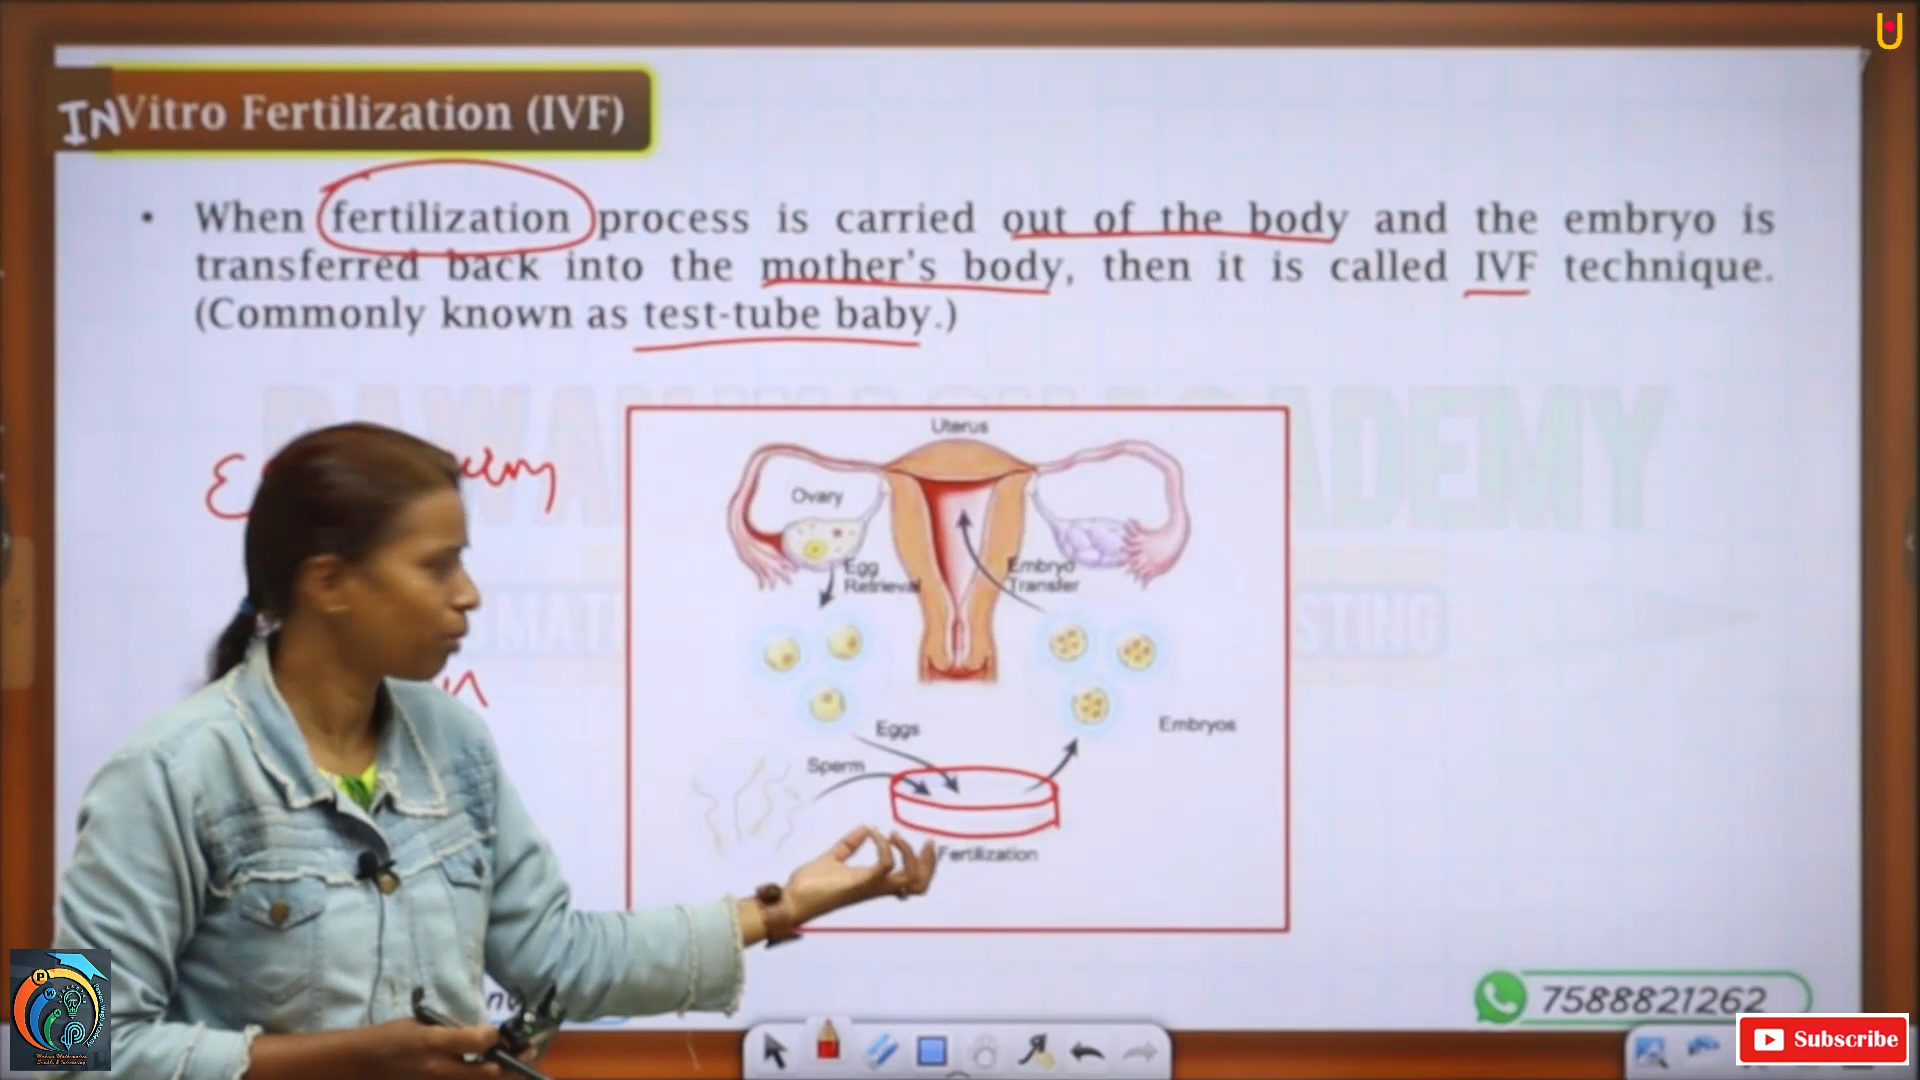 IN Vitro Fertilization (IVF)
• When fertilization process is carried out of the body and the embryo is
transferred back into the mother's body, then it is called IVF technique.
(Commonly known as test-tube baby.)
Uterus
Ovary
Egg
Retrieval
Embryo
Transfer
Eggs
Sperm
Embryos
Fertilization
7588821262
Subscribe